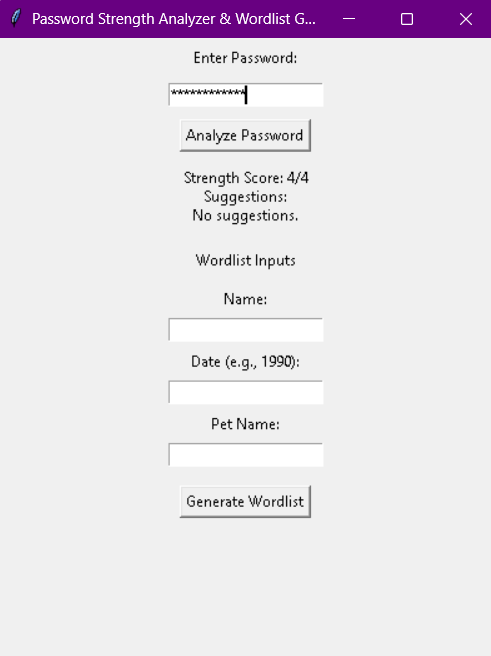 Password Strength Analyzer & Wordlist G...
Enter Password:
************
Analyze Password
Strength Score: 4/4
Suggestions:
No suggestions.
Wordlist Inputs
Name:
Date (e.g., 1990):
Pet Name:
Generate Wordlist